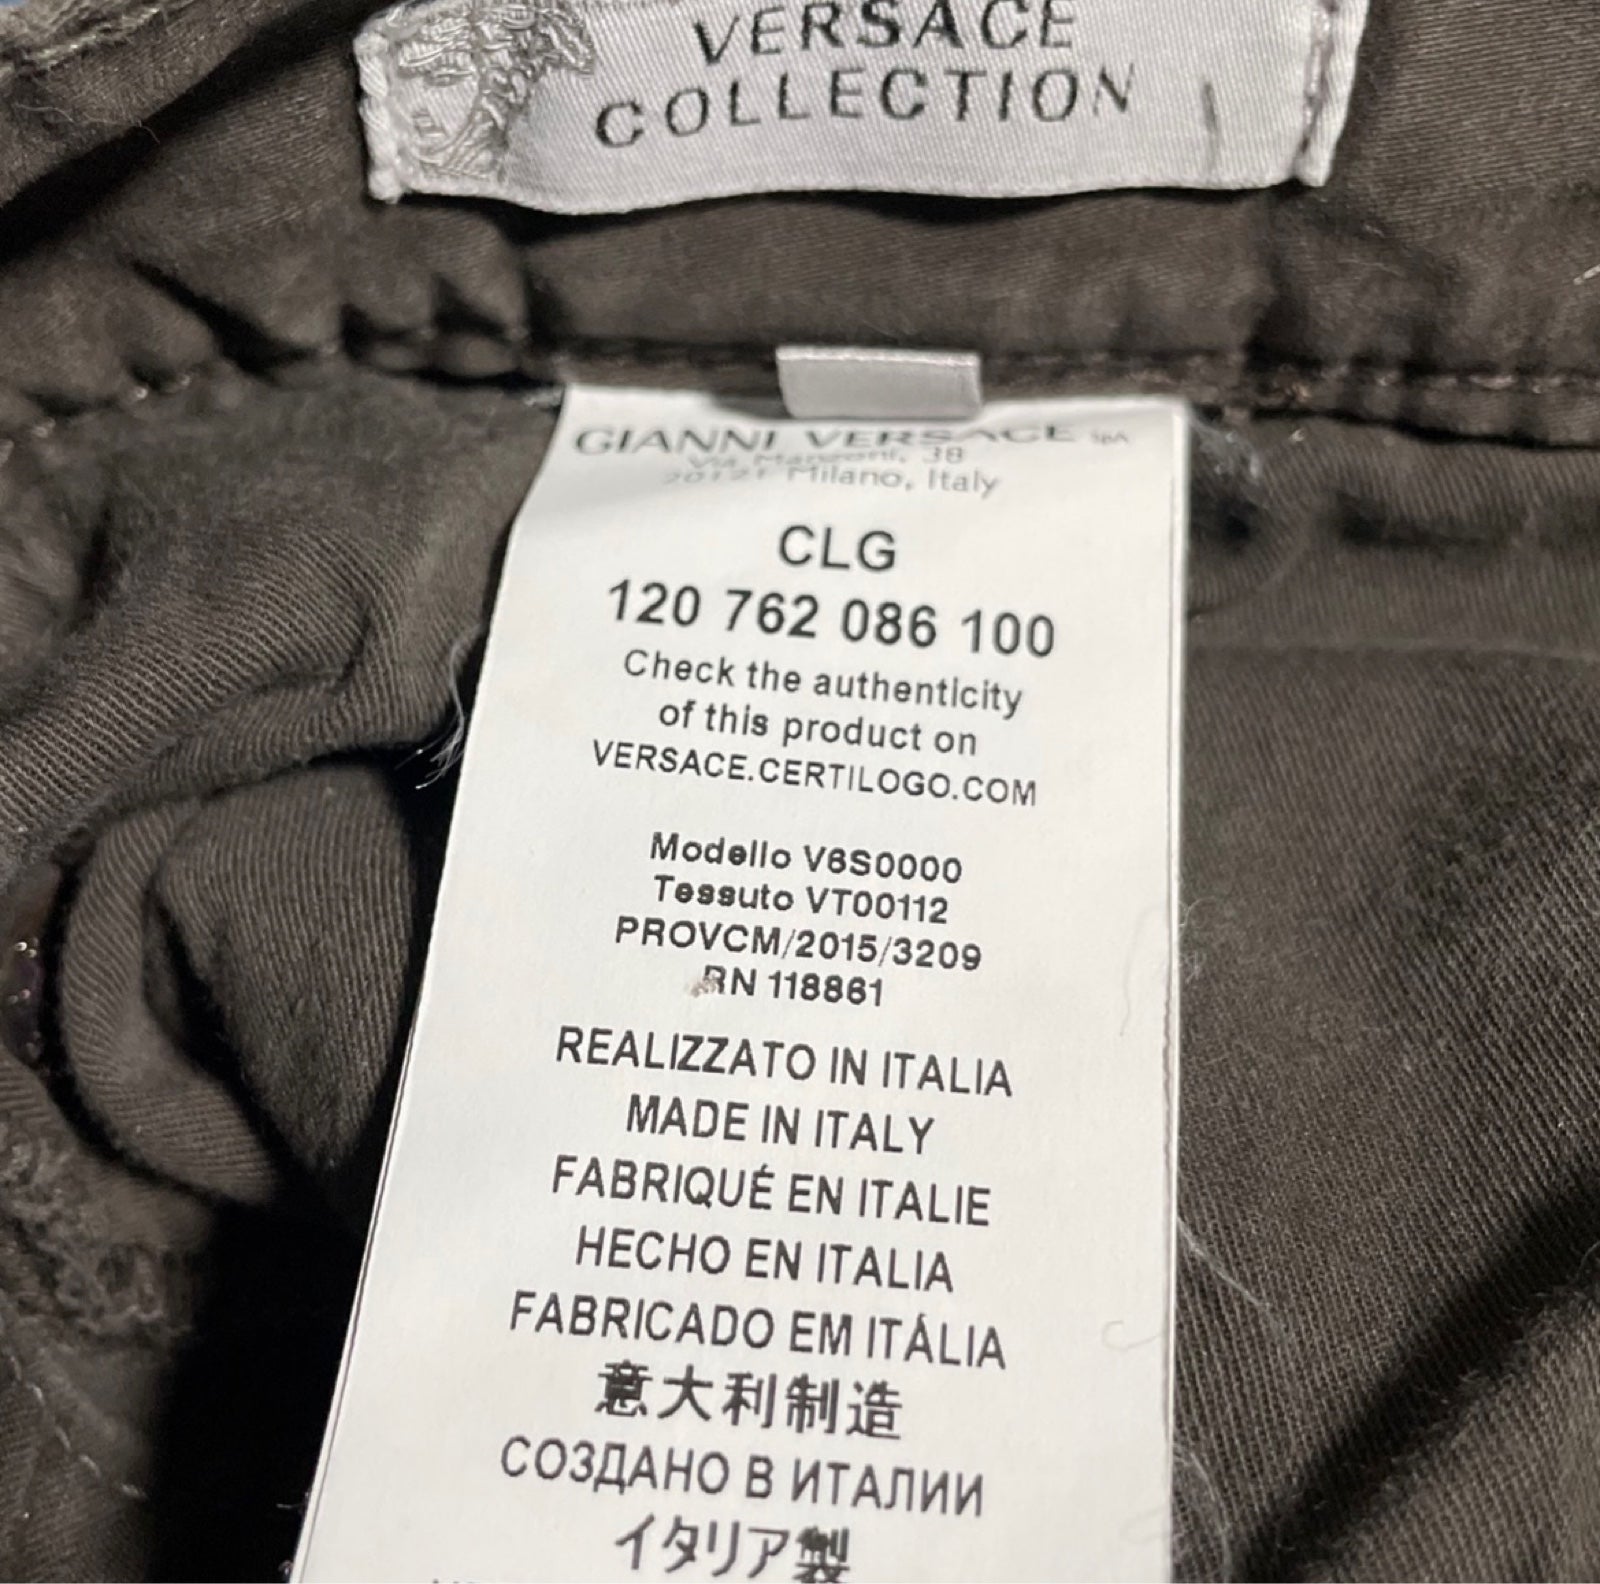 VERSACE
COLLECTION
GIANNI VERSACE SPA
Via Manzoni, 38
20121 Milano, Italy
CLG
120 762 086 100
Check the authenticity
of this product on
VERSACE.CERTILOGO.COM
Modello V6S0000
Tessuto VT00112
PROVCM/2015/3209
RN 118861
REALIZZATO IN ITALIA
MADE IN ITALY
FABRIQUÉ EN ITALIE
HECHO EN ITALIA
FABRICADO EM ITÁLIA
意大利制造
СОЗДАНО В ИТАЛИИ
イタリア製